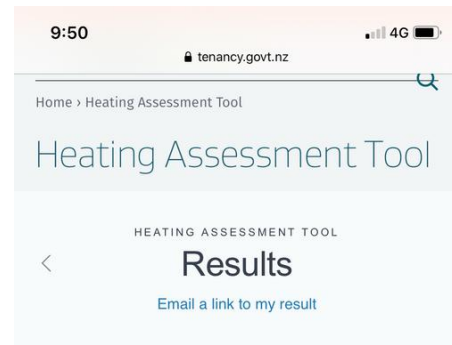 9:50
4G
tenancy.govt.nz
Home › Heating Assessment Tool
Heating Assessment Tool
HEATING ASSESSMENT TOOL
Results
Email a link to my result